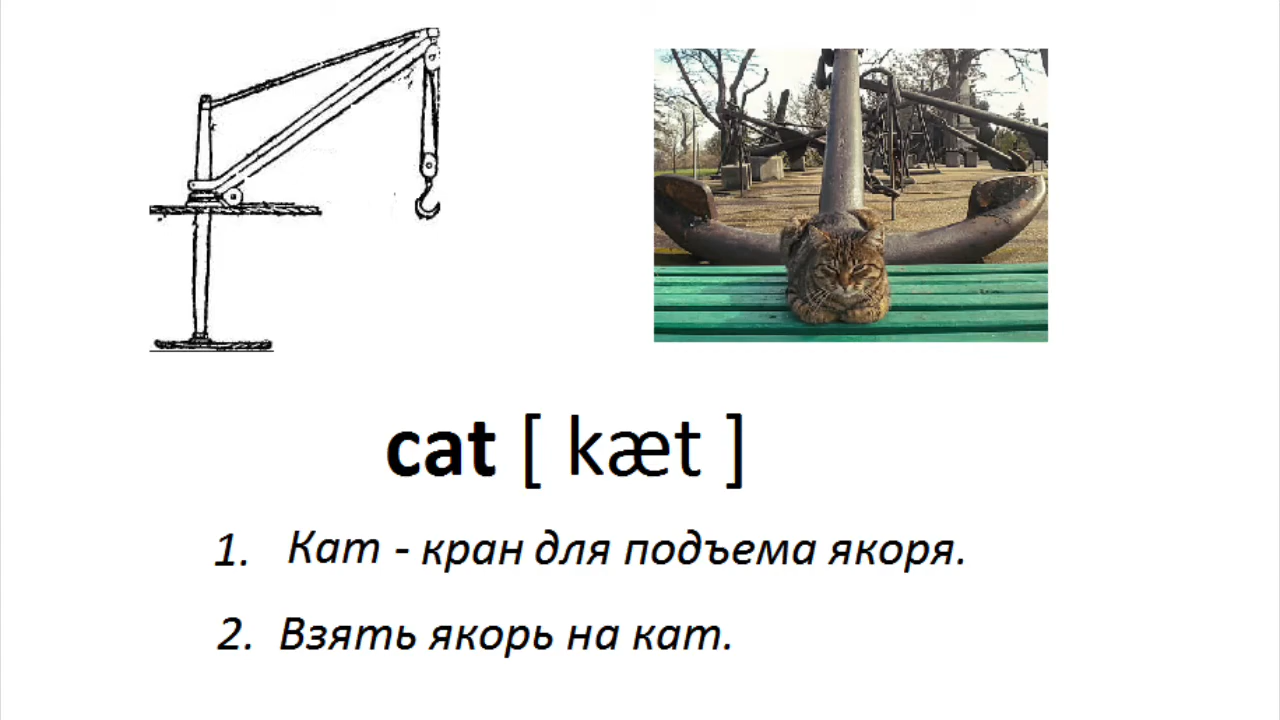 cat [ kæt ]
1. Кат - кран для подъема якоря.
2. Взять якорь на кат.